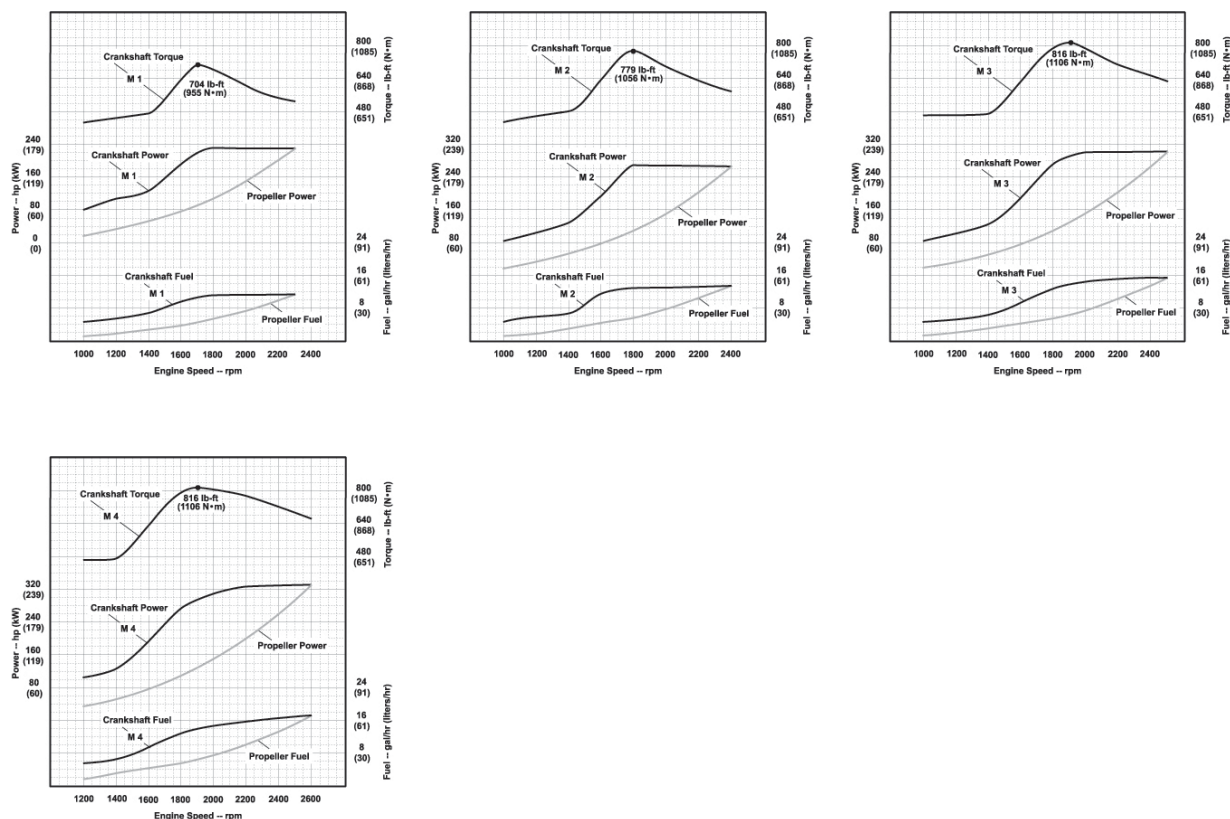 800
(1085)
640
(868)
480
(651)
Torque -- lb-ft (N•m)
Crankshaft Torque
M 1
704 lb-ft
(955 N•m)
240
(179)
160
(119)
80
(60)
0
(0)
Power -- hp (kW)
Crankshaft Power
M 1
Propeller Power
24
(91)
16
(61)
8
(30)
Fuel -- gal/hr (liters/hr)
Crankshaft Fuel
M 1
Propeller Fuel
1000 1200 1400 1600 1800 2000 2200 2400
Engine Speed -- rpm
800
(1085)
640
(868)
480
(651)
Torque -- lb-ft (N•m)
Crankshaft Torque
M 2
779 lb-ft
(1056 N•m)
320
(239)
240
(179)
160
(119)
80
(60)
Power -- hp (kW)
Crankshaft Power
M 2
Propeller Power
24
(91)
16
(61)
8
(30)
Fuel -- gal/hr (liters/hr)
Crankshaft Fuel
M 2
Propeller Fuel
1000 1200 1400 1600 1800 2000 2200 2400
Engine Speed -- rpm
800
(1085)
640
(868)
480
(651)
Torque -- lb-ft (N•m)
Crankshaft Torque
M 3
816 lb-ft
(1106 N•m)
320
(239)
240
(179)
160
(119)
80
(60)
Power -- hp (kW)
Crankshaft Power
M 3
Propeller Power
24
(91)
16
(61)
8
(30)
Fuel -- gal/hr (liters/hr)
Crankshaft Fuel
M 3
Propeller Fuel
1000 1200 1400 1600 1800 2000 2200 2400
Engine Speed -- rpm
800
(1085)
640
(868)
480
(651)
Torque -- lb-ft (N•m)
Crankshaft Torque
M 4
816 lb-ft
(1106 N•m)
320
(239)
240
(179)
160
(119)
80
(60)
Power -- hp (kW)
Crankshaft Power
M 4
Propeller Power
24
(91)
16
(61)
8
(30)
Fuel -- gal/hr (liters/hr)
Crankshaft Fuel
M 4
Propeller Fuel
1200 1400 1600 1800 2000 2200 2400 2600
Engine Speed -- rpm